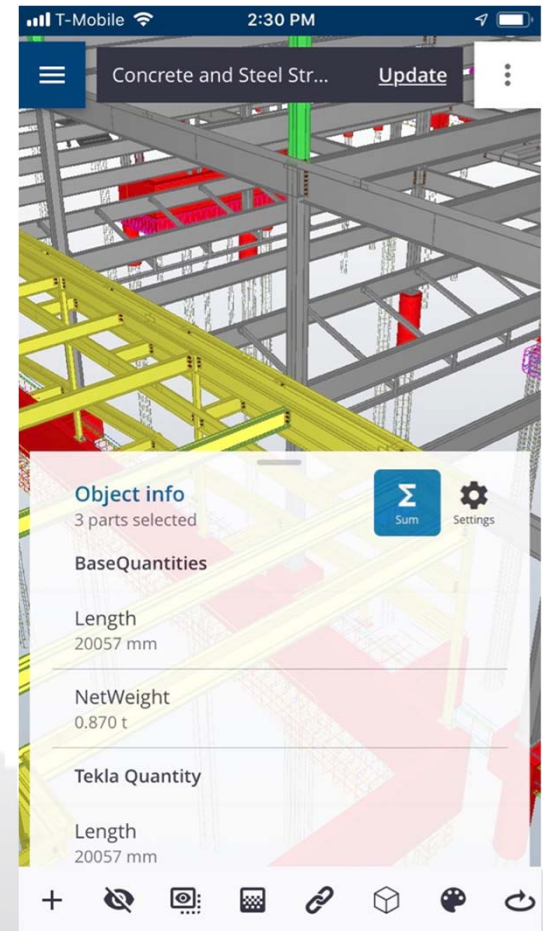 T-Mobile
2:30 PM
Concrete and Steel Str...
Update
Object info
3 parts selected
Sum
Settings
BaseQuantities
Length
20057 mm
NetWeight
0.870 t
Tekla Quantity
Length
20057 mm